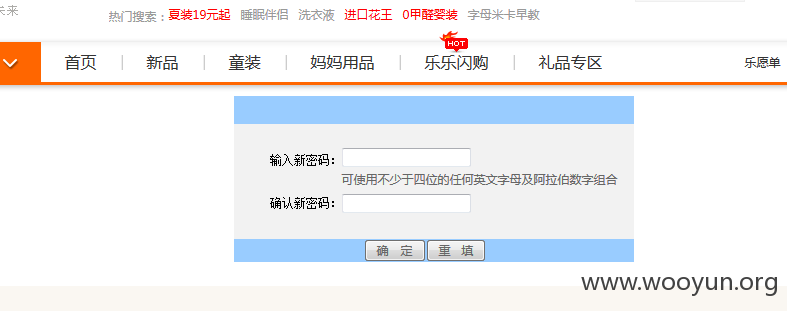 未来
热门搜索：夏装19元起 睡眠伴侣 洗衣液 进口花王 0甲醛婴装 字母米卡早教
HOT
首页 | 新品 | 童装 | 妈妈用品 | 乐乐闪购 | 礼品专区 乐愿单
输入新密码：
可使用不少于四位的任何英文字母及阿拉伯数字组合
确认新密码：
确 定 重 填
www.wooyun.org